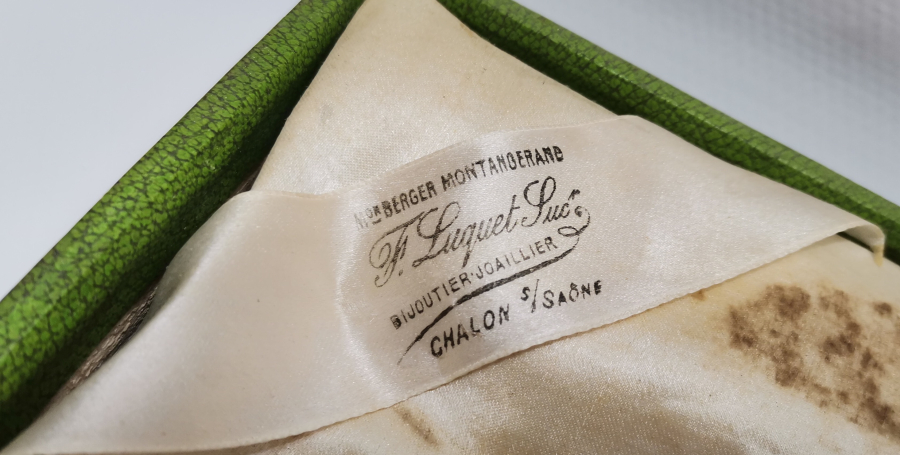 Mon BERGER MONTANGERAND
F. Luquet Sucr
BIJOUTIER-JOAILLIER
CHALON S/SAÔNE